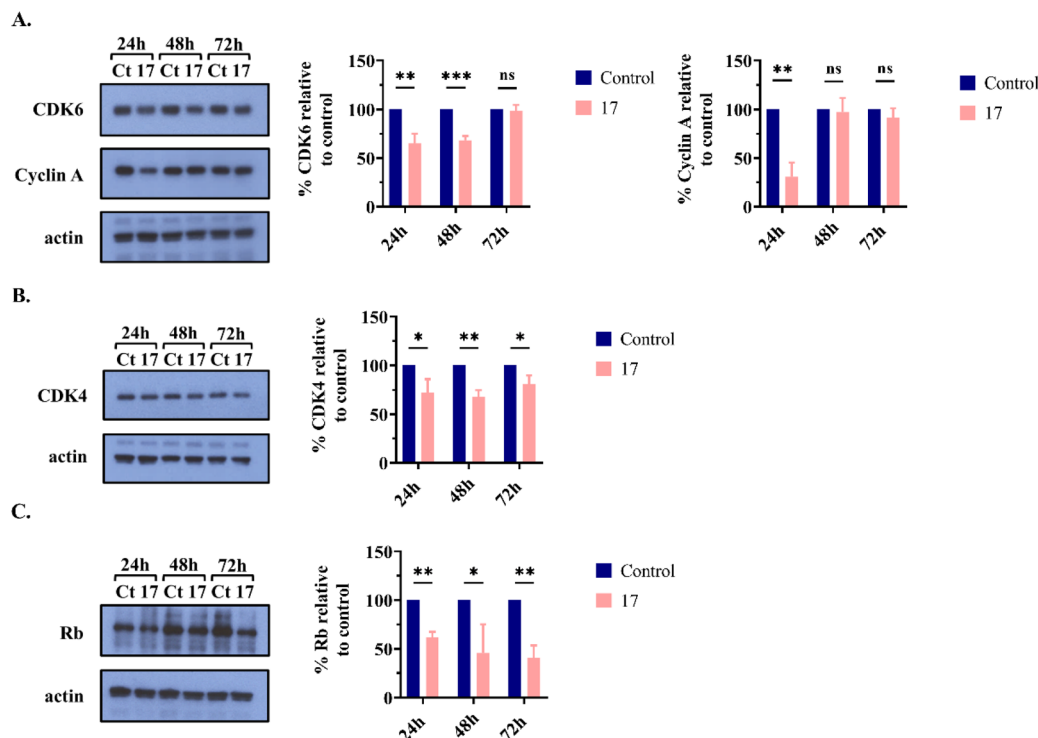 A.
24h 48h 72h
Ct 17 Ct 17 Ct 17
CDK6
Cyclin A
actin
% CDK6 relative
to control
150
100
50
0
** *** ns
24h 48h 72h
Control
17
% Cyclin A relative
to control
150
100
50
0
** ns ns
24h 48h 72h
Control
17
B.
24h 48h 72h
Ct 17 Ct 17 Ct 17
CDK4
actin
% CDK4 relative
to control
150
100
50
0
* ** *
24h 48h 72h
Control
17
C.
24h 48h 72h
Ct 17 Ct 17 Ct 17
Rb
actin
% Rb relative
to control
150
100
50
0
** * **
24h 48h 72h
Control
17